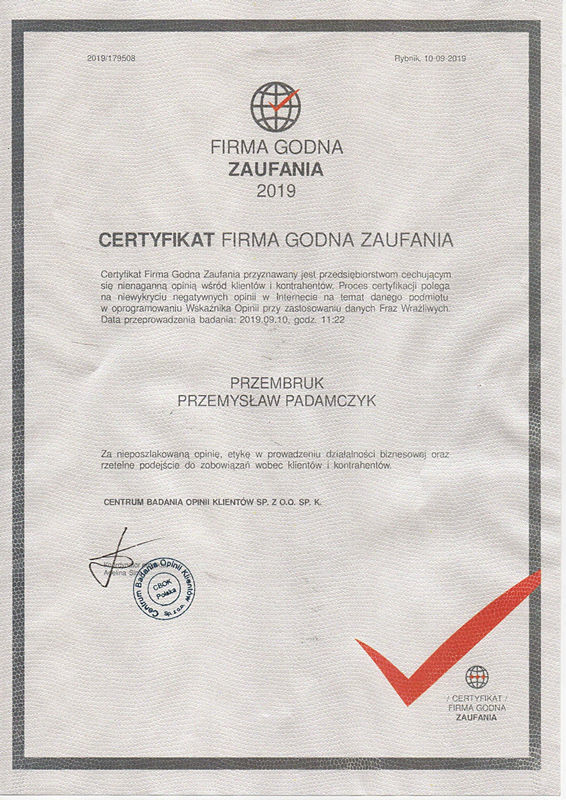 2019/179508
Rybnik, 10-09-2019
FIRMA GODNA
ZAUFANIA
2019
CERTYFIKAT FIRMA GODNA ZAUFANIA
Certyfikat Firma Godna Zaufania przyznawany jest przedsiębiorstwom cechującym
się nienaganną opinią wśród klientów i kontrahentów. Proces certyfikacji polega
na niewykryciu negatywnych opinii w Internecie na temat danego podmiotu
w oprogramowaniu Wskaźnika Opinii przy zastosowaniu danych Fraz Wrażliwych.
Data przeprowadzenia badania: 2019.09.10, godz. 11:22
PRZEMBRUK
PRZEMYSŁAW PADAMCZYK
Za nieposzlakowaną opinię, etykę w prowadzeniu działalności biznesowej oraz
rzetelne podejście do zobowiązań wobec klientów i kontrahentów.
CENTRUM BADANIA OPINII KLIENTÓW SP. Z O.O. SP. K.
Centrum Badania Opinii Klientów
CBOK
Polska
Sp. z o.o.
/ CERTYFIKAT /
FIRMA GODNA
ZAUFANIA